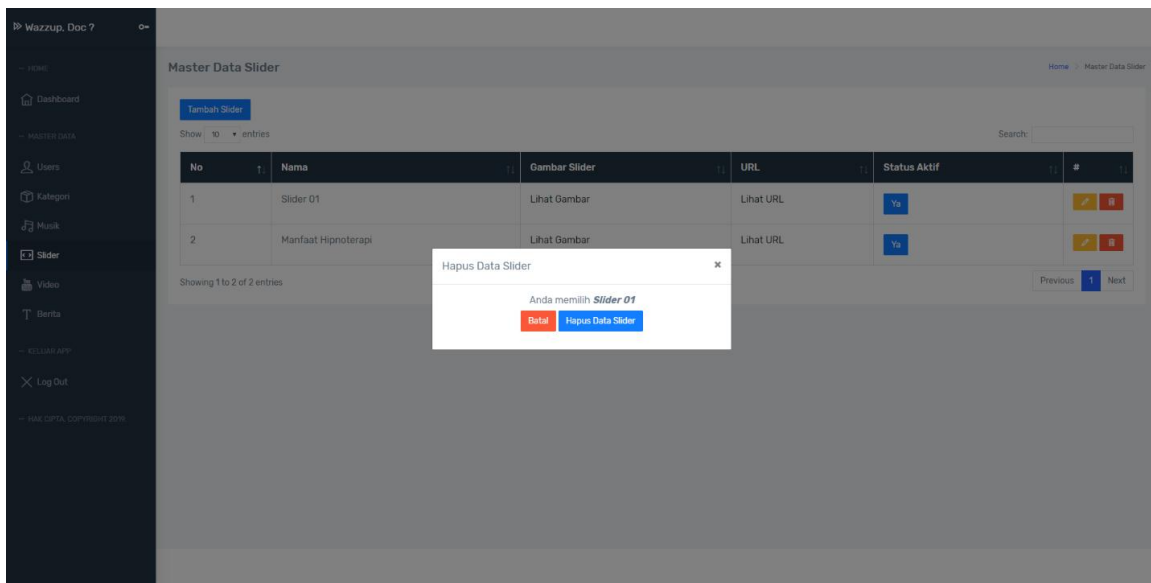 Wazzup, Doc ?
— HOME
Dashboard
— MASTER DATA
Users
Kategori
Musik
Slider
Video
Berita
— KELUAR APP
Log Out
— HAK CIPTA, COPYRIGHT 2019
Master Data Slider
Home / Master Data Slider
Tambah Slider
Show 10 entries
Search:
No Nama Gambar Slider URL Status Aktif #
1 Slider 01 Lihat Gambar Lihat URL Ya
2 Manfaat Hipnoterapi Lihat Gambar Lihat URL Ya
Showing 1 to 2 of 2 entries
Previous 1 Next
Hapus Data Slider ×
Anda memilih Slider 01
Batal Hapus Data Slider